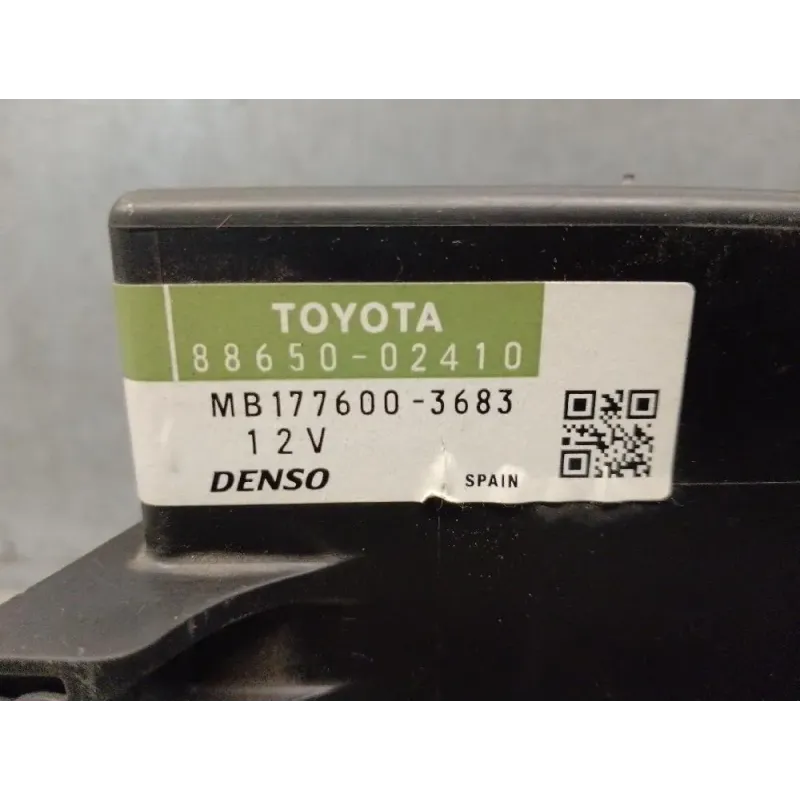 TOYOTA
88650-02410
MB177600-3683
12V
DENSO SPAIN